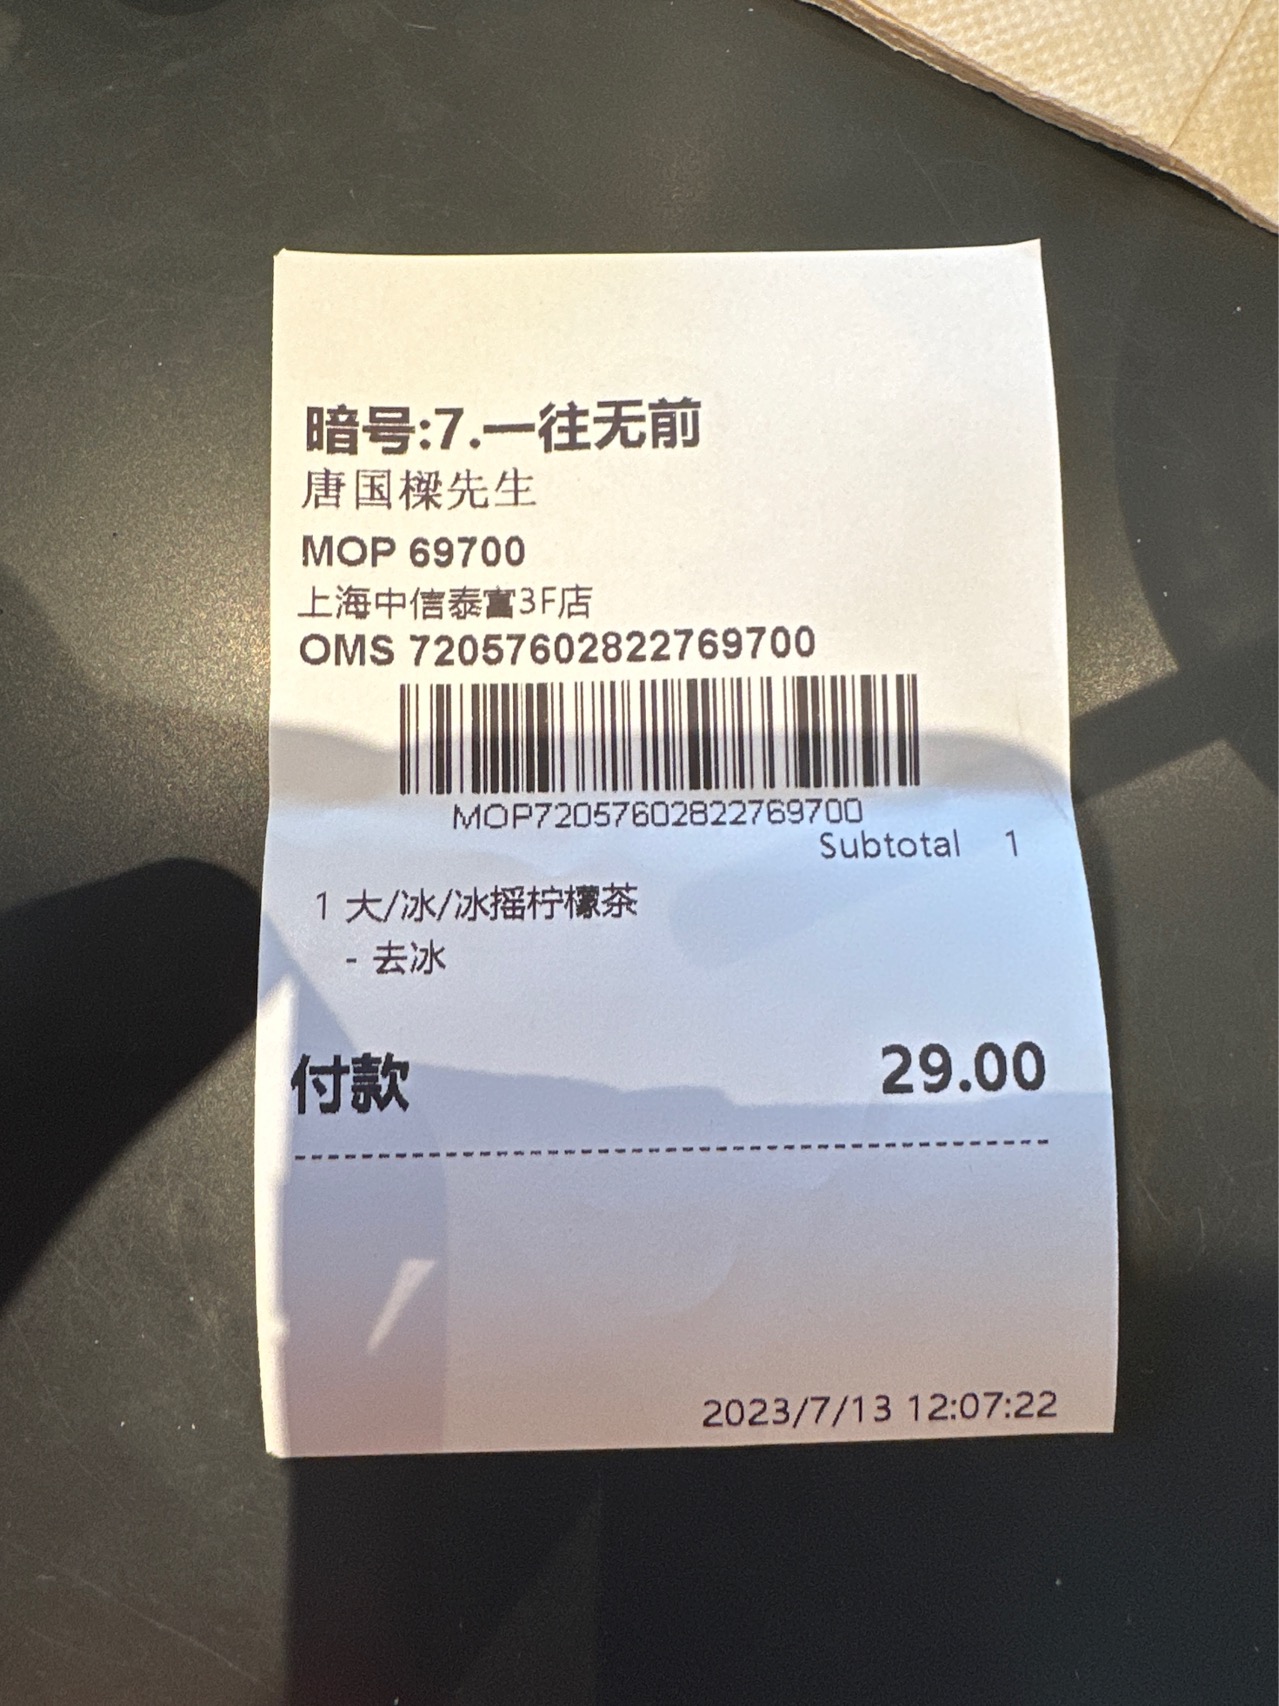 暗号:7.一往无前
唐国樑先生
MOP 69700
上海中信泰富3F店
OMS 72057602822769700
MOP72057602822769700
Subtotal 1
1 大/冰/冰摇柠檬茶
- 去冰
付款 29.00
2023/7/13 12:07:22